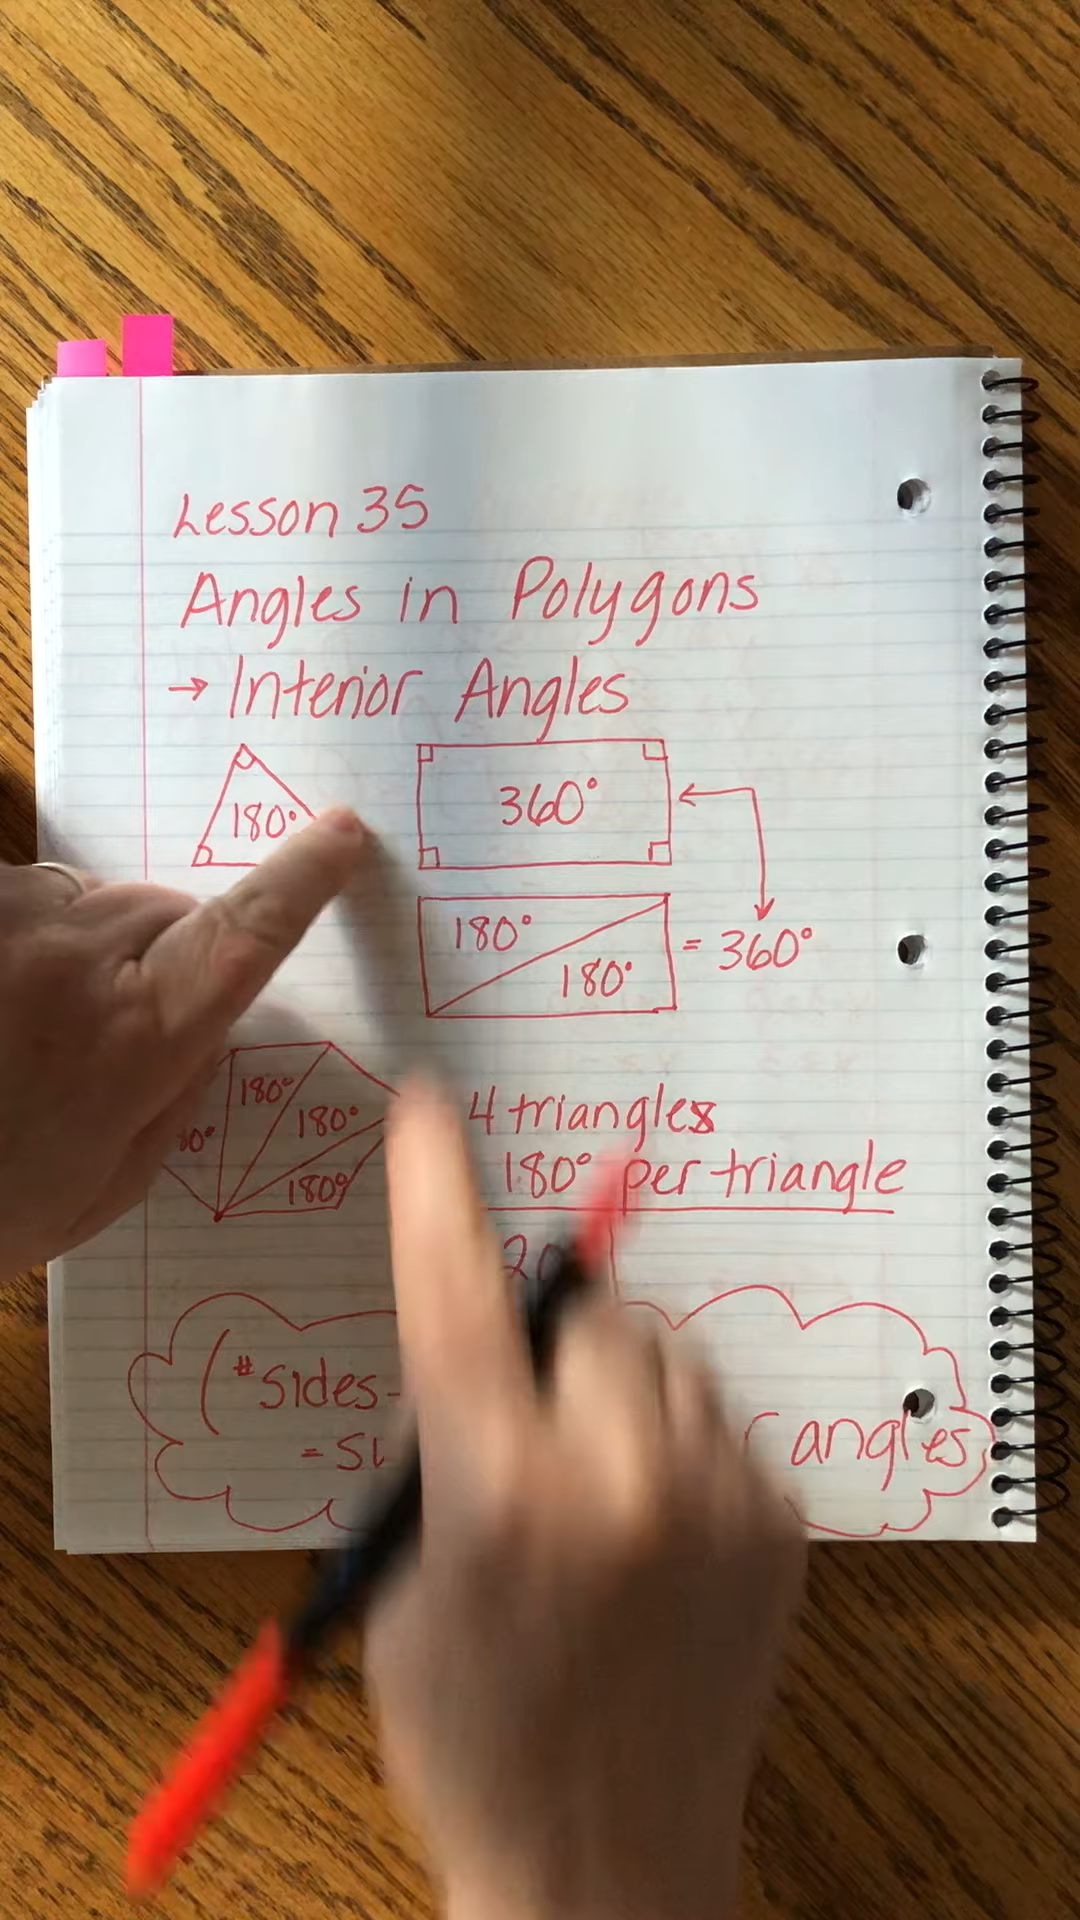 Lesson 35
Angles in Polygons
→ Interior Angles
180°
360°
180°
180°
= 360°
180°
180°
180°
4 triangles
180° per triangle
(#sides-
=
angles